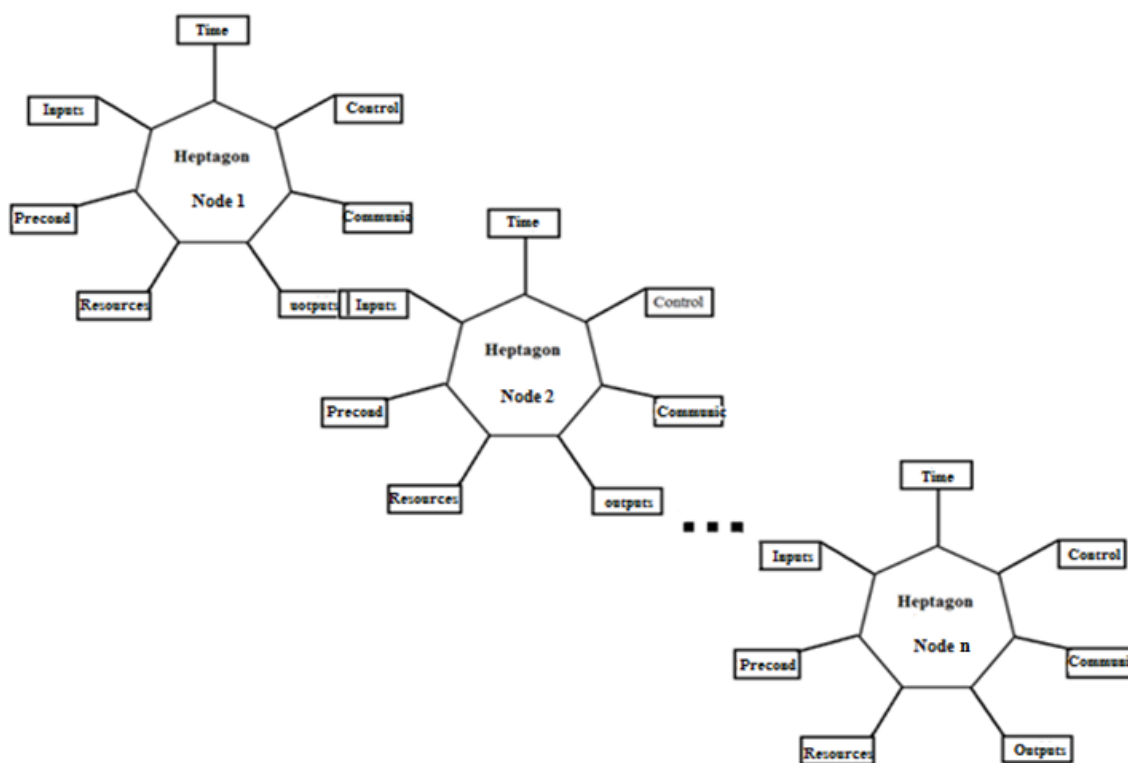 Time
Inputs
Control
Heptagon
Node 1
Precond
Communic
Resources
uotputs
Time
Inputs
Control
Heptagon
Node 2
Precond
Communic
Resources
outputs
...
Time
Inputs
Control
Heptagon
Node n
Precond
Communi
Resources
Outputs